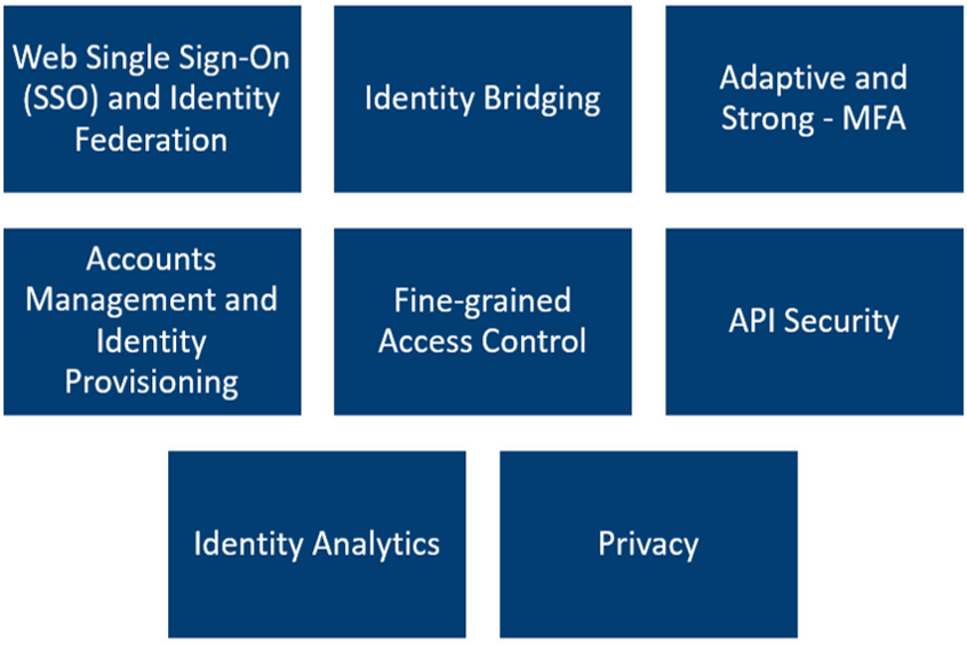 Web Single Sign-On
(SSO) and Identity
Federation
Identity Bridging
Adaptive and
Strong - MFA
Accounts
Management and
Identity
Provisioning
Fine-grained
Access Control
API Security
Identity Analytics
Privacy